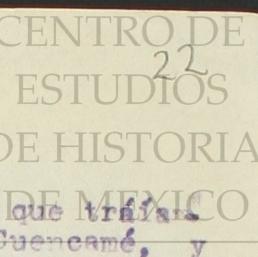 CENTRO DE
22
ESTUDIOS
DE HISTORIA
DE MEXICO
que traían
Cuencamé, y